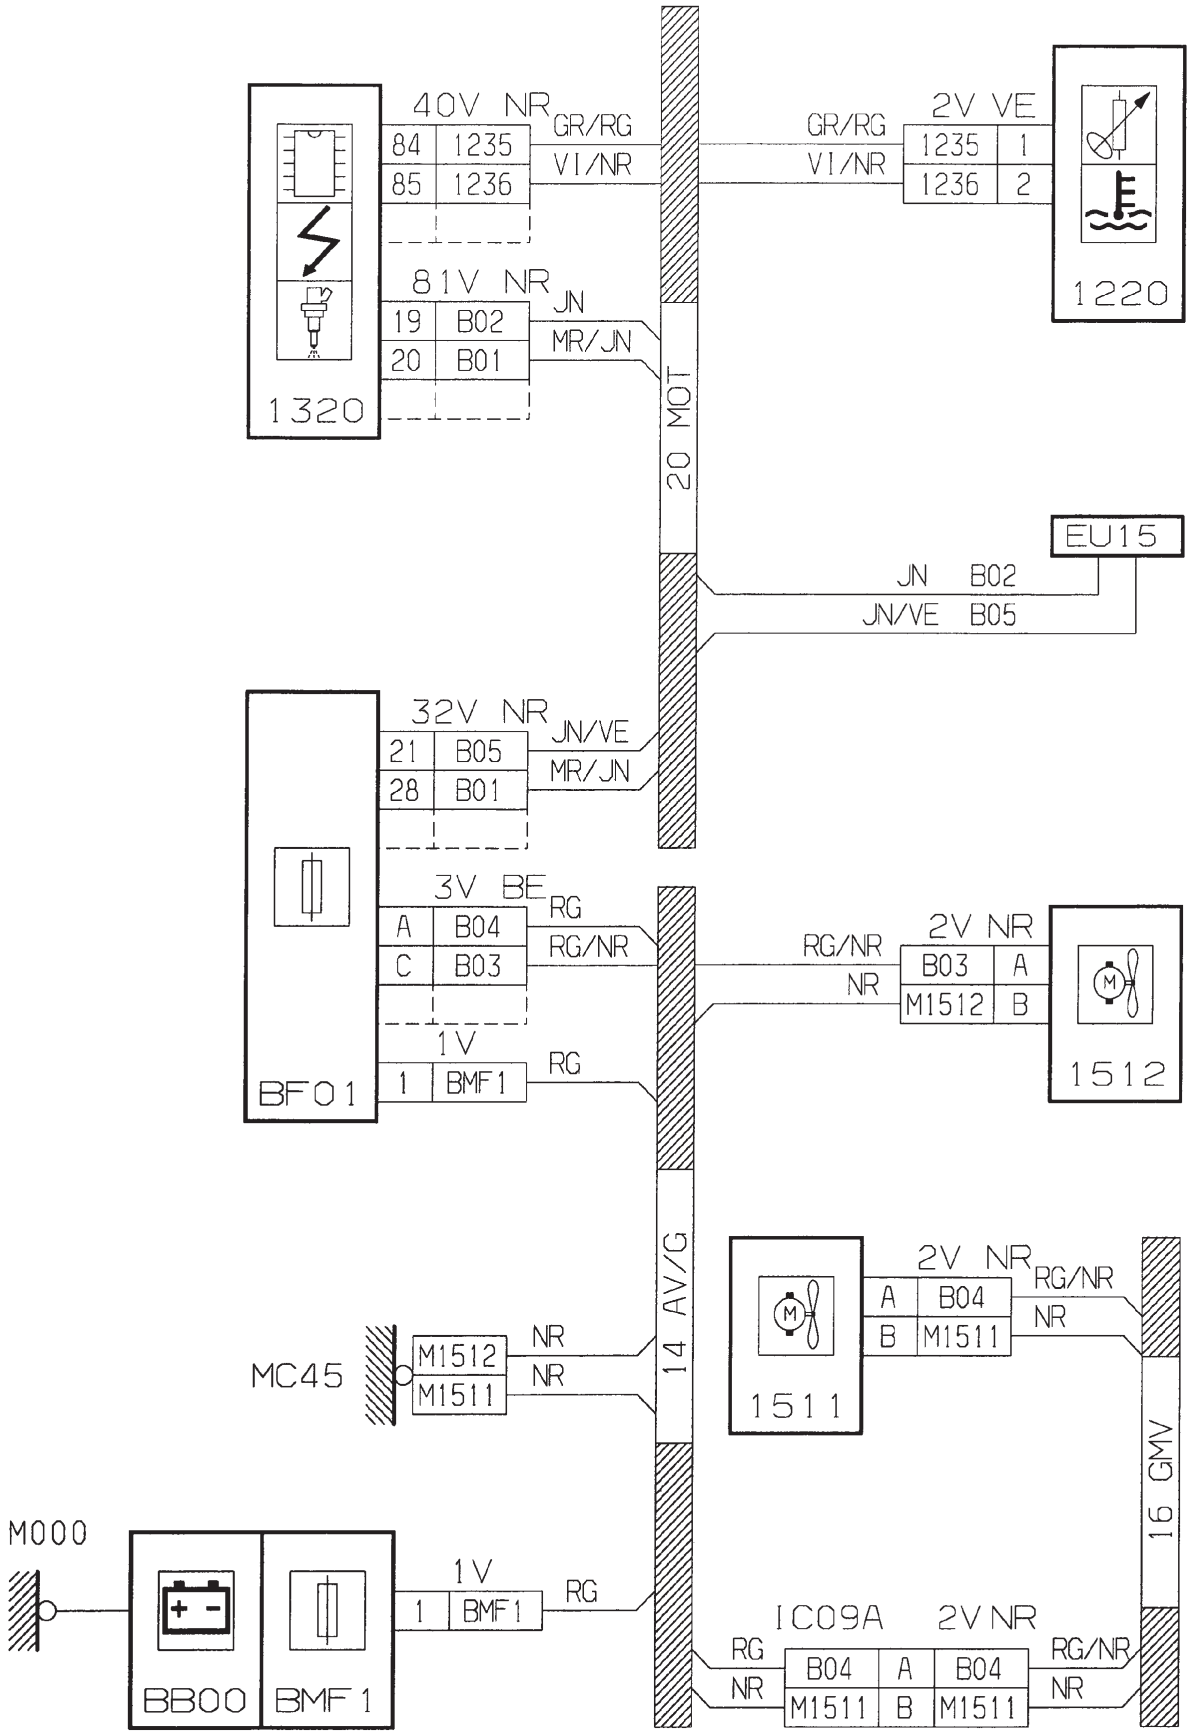 40V NR
84 1235 GR/RG
85 1236 VI/NR
81V NR
19 B02 JN
20 B01 MR/JN
1320
20 MOT
2V VE
GR/RG 1235 1
VI/NR 1236 2
1220
EU15
JN B02
JN/VE B05
32V NR
21 B05 JN/VE
28 B01 MR/JN
3V BE
A B04 RG
C B03 RG/NR
1V
1 BMF1 RG
BF01
2V NR
RG/NR B03 A
NR M1512 B
M
1512
14 AV/G
2V NR
A B04 RG/NR
B M1511 NR
M
1511
16 GMV
MC45
M1512 NR
M1511 NR
M000
+ -
BB00
BMF1
1V
1 BMF1 RG
IC09A 2V NR
RG B04 A B04 RG/NR
NR M1511 B M1511 NR